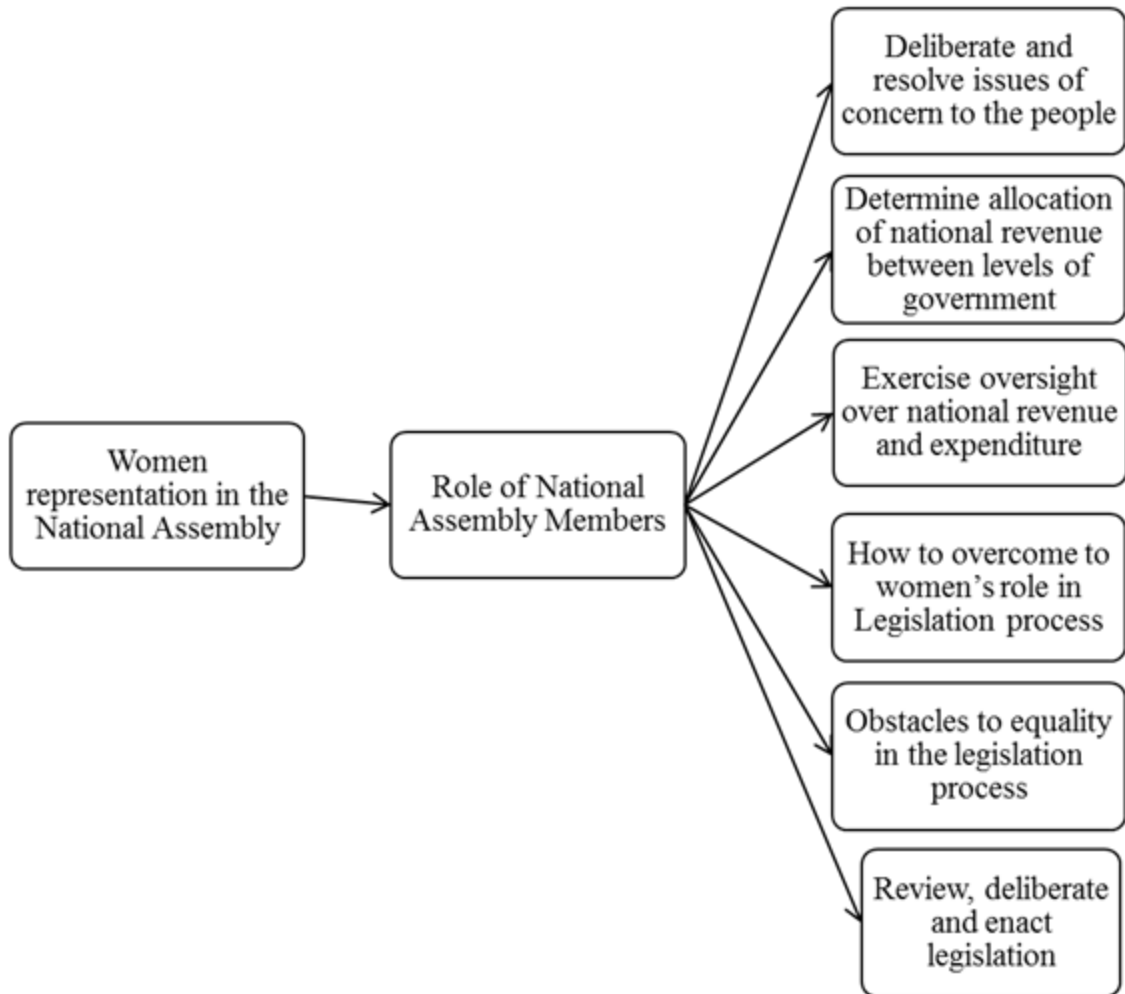 Women
representation in the
National Assembly
Role of National
Assembly Members
Deliberate and
resolve issues of
concern to the people
Determine allocation
of national revenue
between levels of
government
Exercise oversight
over national revenue
and expenditure
How to overcome to
women's role in
Legislation process
Obstacles to equality
in the legislation
process
Review, deliberate
and enact
legislation